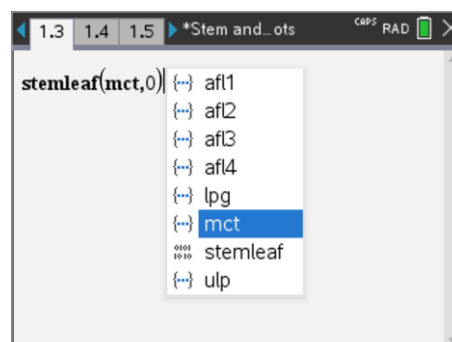 1.3 1.4 1.5 *Stem and...ots CAPS RAD
stemleaf(mct,0)
afl1
afl2
afl3
afl4
lpg
mct
stemleaf
ulp